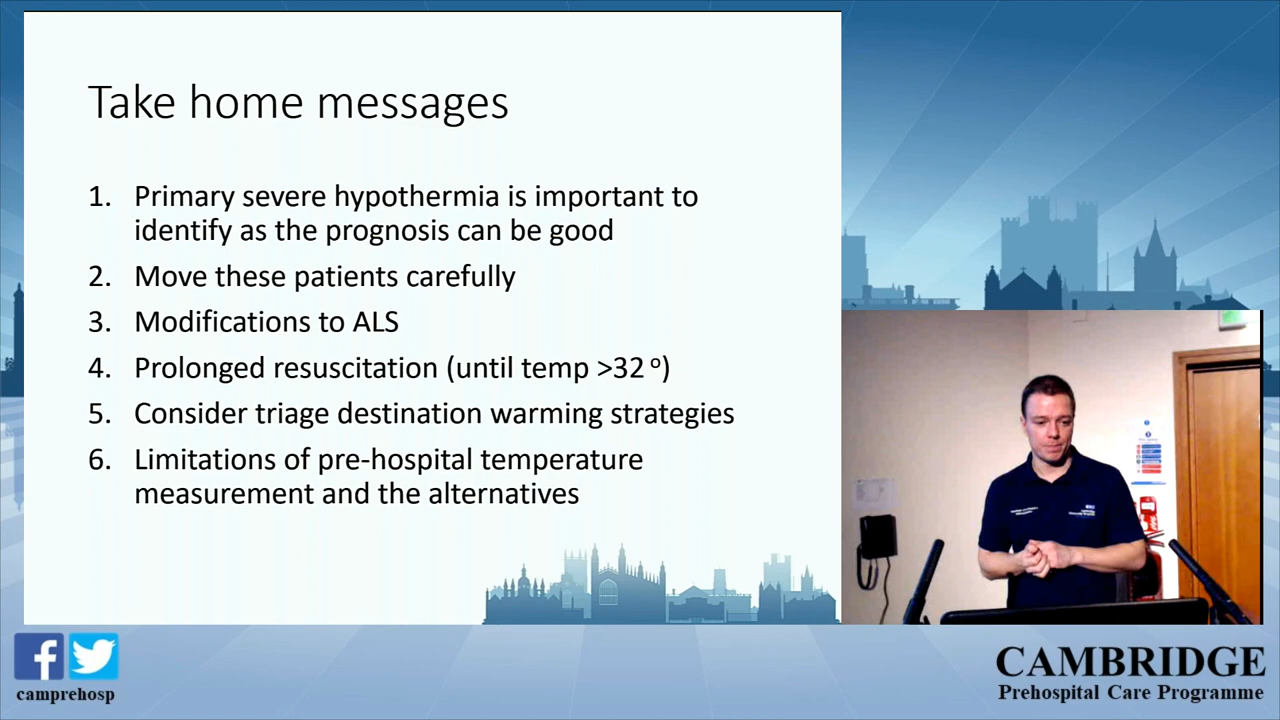 Take home messages
1. Primary severe hypothermia is important to
identify as the prognosis can be good
2. Move these patients carefully
3. Modifications to ALS
4. Prolonged resuscitation (until temp >32 º)
5. Consider triage destination warming strategies
6. Limitations of pre-hospital temperature
measurement and the alternatives
camprehosp
CAMBRIDGE
Prehospital Care Programme